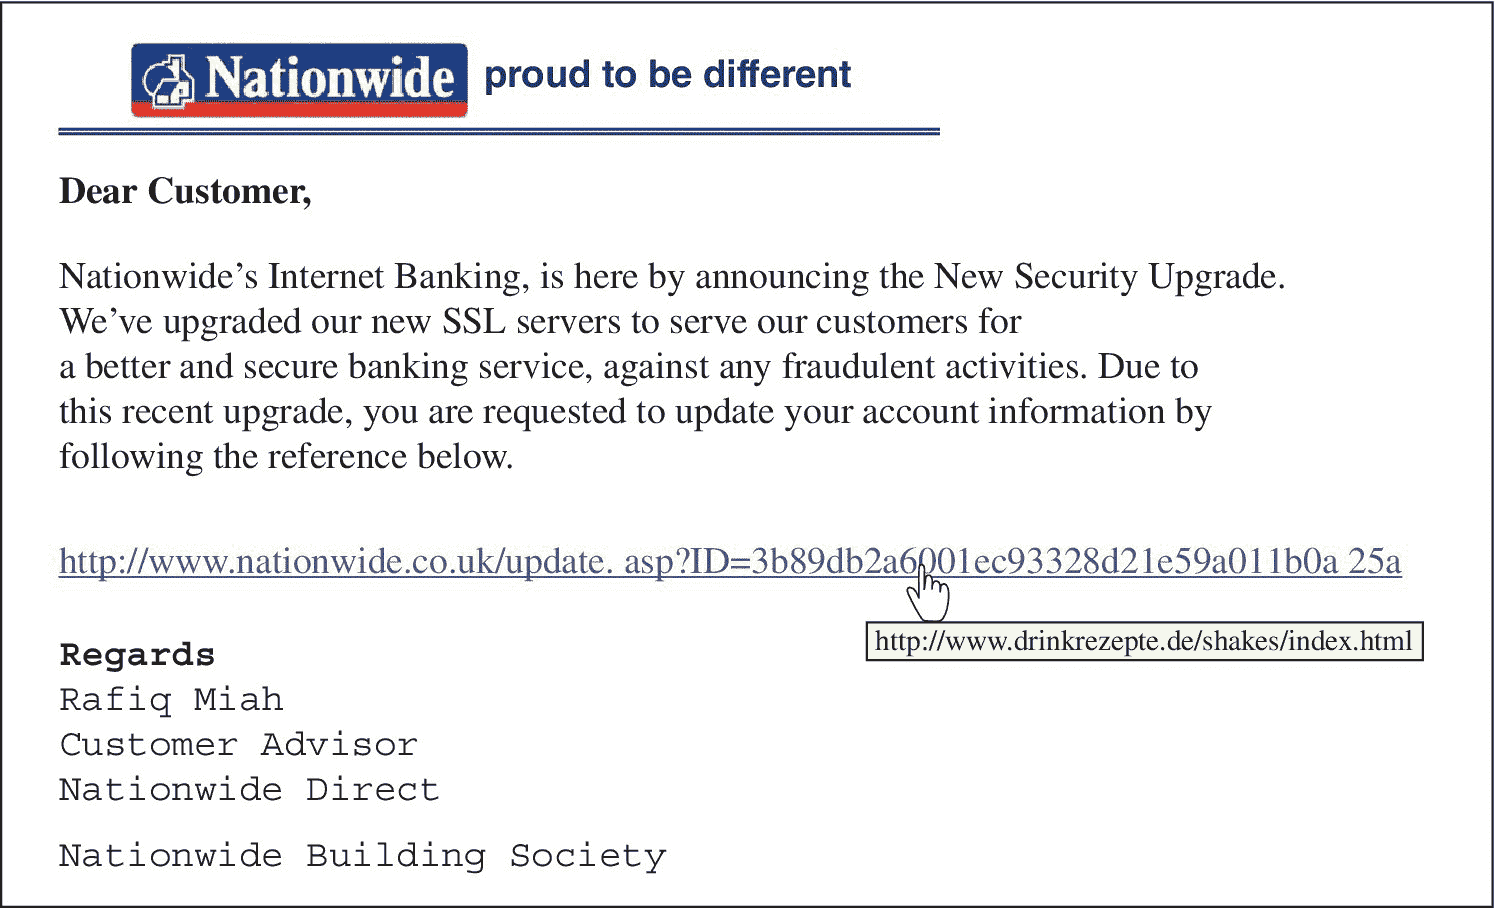 Nationwide proud to be different
Dear Customer,
Nationwide’s Internet Banking, is here by announcing the New Security Upgrade.
We’ve upgraded our new SSL servers to serve our customers for
a better and secure banking service, against any fraudulent activities. Due to
this recent upgrade, you are requested to update your account information by
following the reference below.
http://www.nationwide.co.uk/update. asp?ID=3b89db2a6001ec93328d21e59a011b0a 25a
http://www.drinkrezepte.de/shakes/index.html
Regards
Rafiq Miah
Customer Advisor
Nationwide Direct
Nationwide Building Society